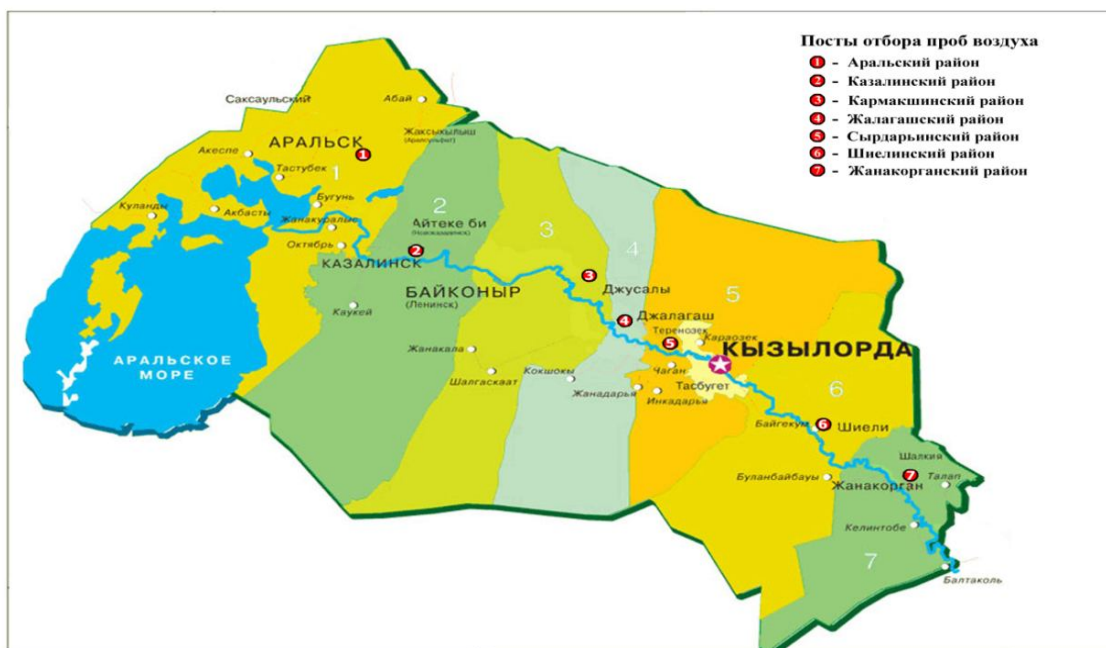 Посты отбора проб воздуха
1 - Аральский район
2 - Казалинский район
3 - Кармакшинский район
4 - Жалагашский район
5 - Сырдарьинский район
6 - Шиелинский район
7 - Жанакорганский район
Саксаульский
Абай
АРАЛЬСК
1
Жаксыкылыш
(Аралсульфат)
Акеспе
Тастубек
1
2
Куланды
Акбасты
Бугунь
Жанакурылыс
Айтеке би
(Новоказалинск)
3
4
Октябрь
2
КАЗАЛИНСК
3
Джусалы
5
БАЙКОНЫР
(Ленинск)
Каукей
4
Джалагаш
Теренозек
5
Караозек
Жанакала
КЫЗЫЛОРДА
АРАЛЬСКОЕ
МОРЕ
Шалгаскаат
Кокшокы
Чаган
Тасбугет
Жанадарья
Инкадарья
6
Байгекум
6
Шиели
Шалкия
Буланбайбауы
Жанакорган
7
Талап
Келинтобе
7
Балтаколь